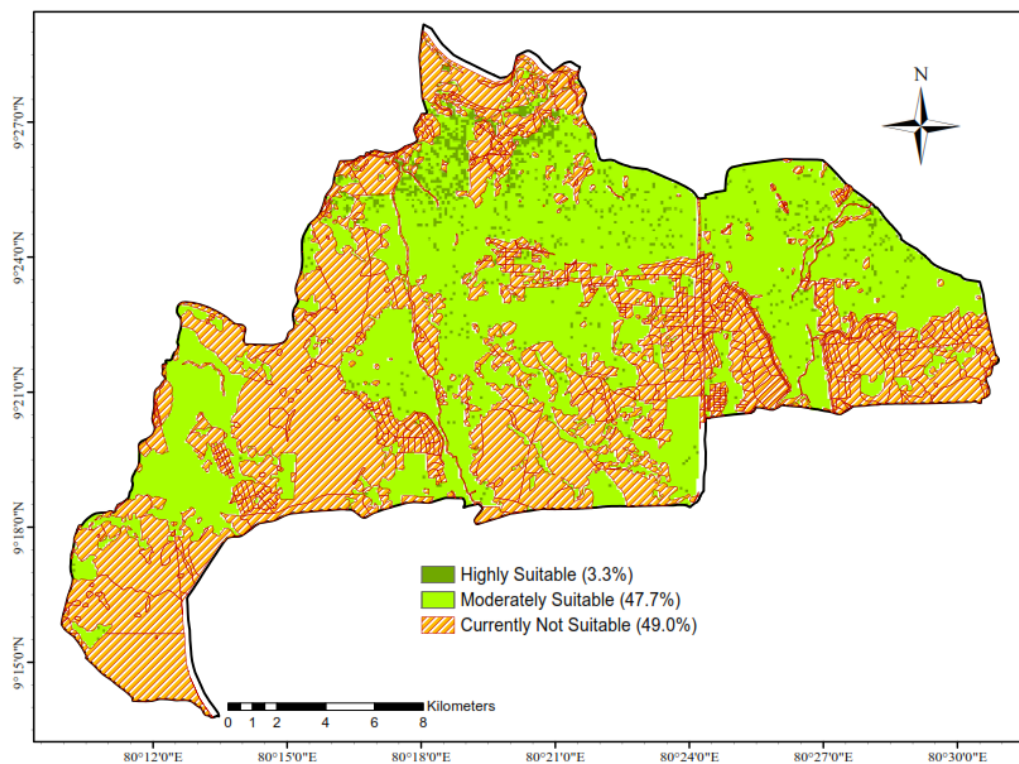 N
9°27'0"N
9°24'0"N
9°21'0"N
9°18'0"N
9°15'0"N
Highly Suitable (3.3%)
Moderately Suitable (47.7%)
Currently Not Suitable (49.0%)
Kilometers
0 1 2 4 6 8
80°12'0"E 80°15'0"E 80°18'0"E 80°21'0"E 80°24'0"E 80°27'0"E 80°30'0"E